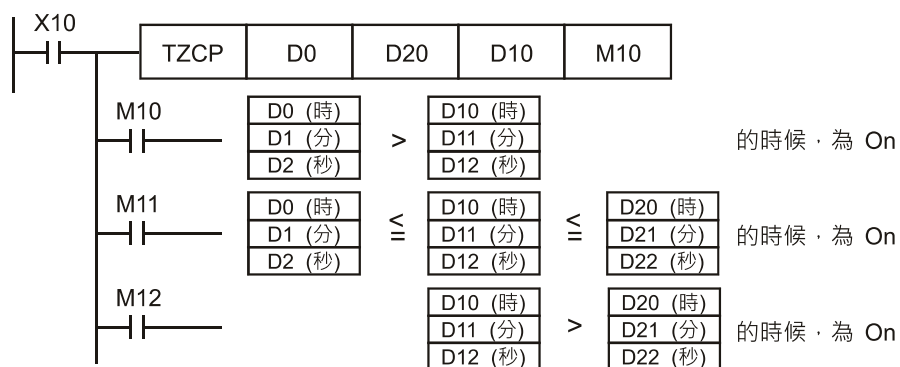 X10
TZCP D0 D20 D10 M10
M10
D0 (時) D10 (時)
D1 (分) > D11 (分) 的時候，為 On
D2 (秒) D12 (秒)
M11
D0 (時) D10 (時) D20 (時)
D1 (分) ≦ D11 (分) ≦ D21 (分) 的時候，為 On
D2 (秒) D12 (秒) D22 (秒)
M12
D10 (時) D20 (時)
D11 (分) > D21 (分) 的時候，為 On
D12 (秒) D22 (秒)